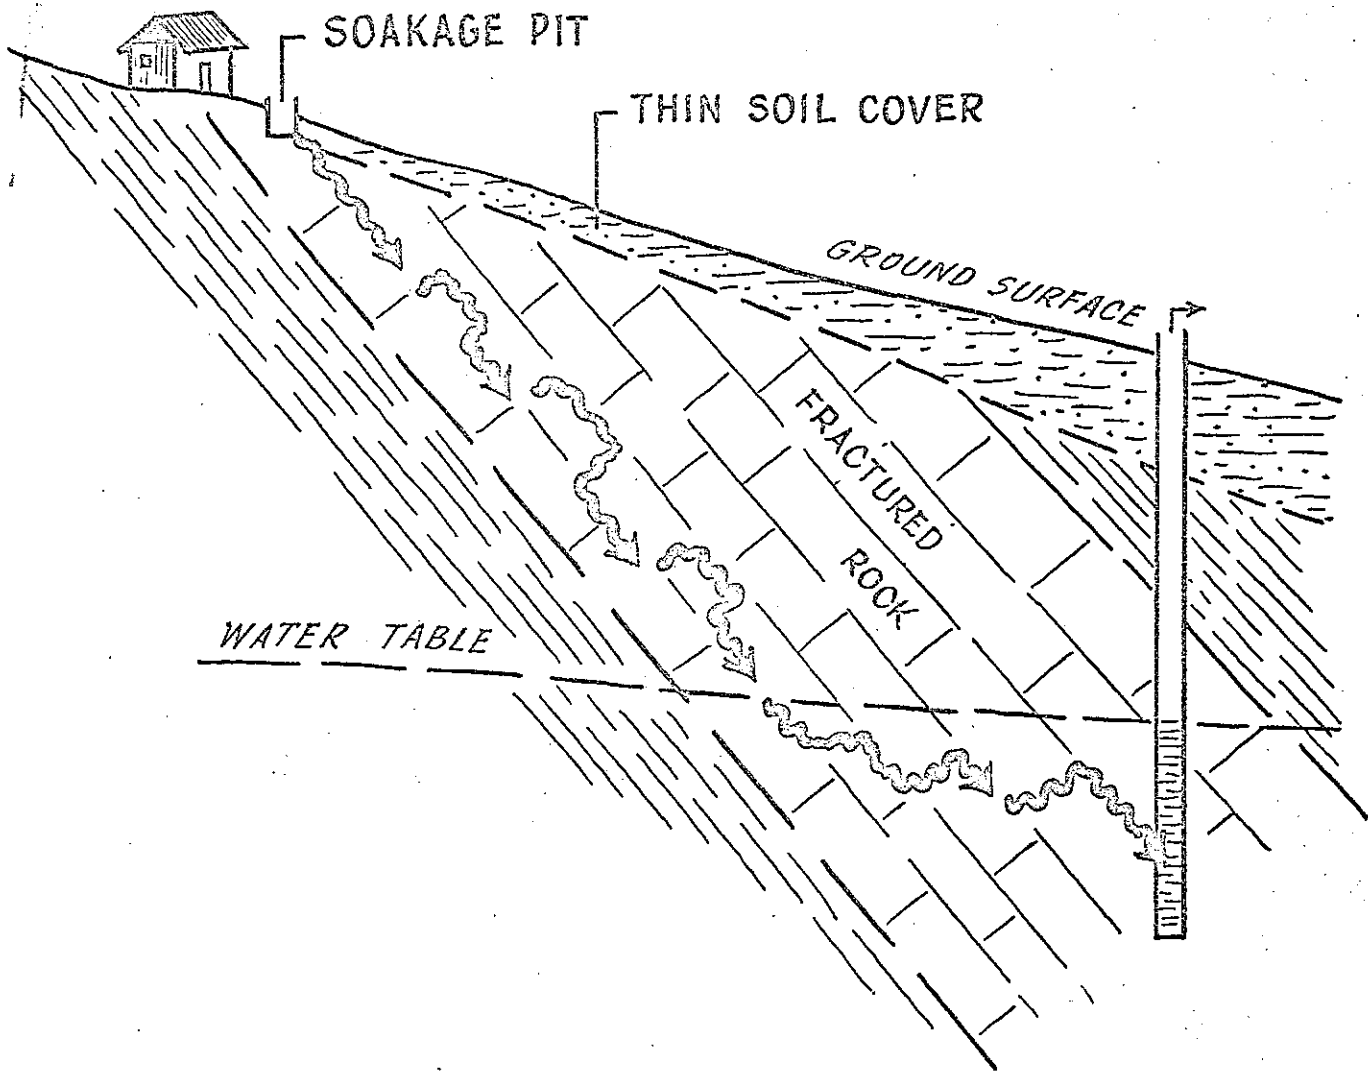 SOAKAGE PIT
THIN SOIL COVER
GROUND SURFACE
FRACTURED
ROCK
WATER TABLE